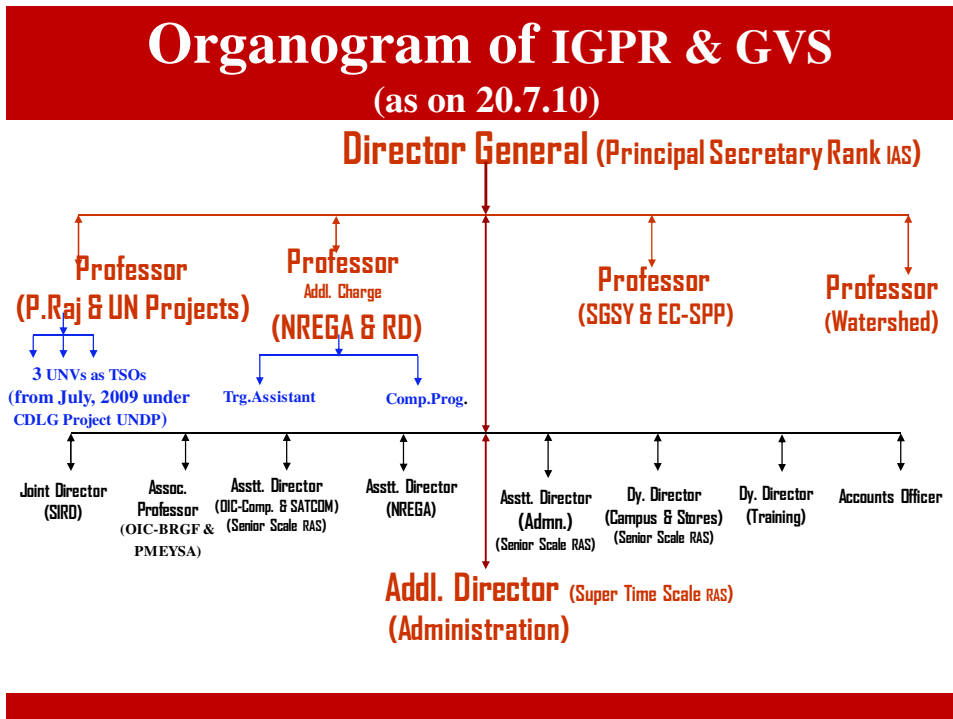 Organogram of IGPR & GVS
(as on 20.7.10)
Director General (Principal Secretary Rank IAS)
Professor
(P.Raj & UN Projects)
3 UNVs as TSOs
(from July, 2009 under
CDLG Project UNDP)
Professor
Addl. Charge
(NREGA & RD)
Trg.Assistant
Comp.Prog.
Professor
(SGSY & EC-SPP)
Professor
(Watershed)
Joint Director
(SIRD)
Assoc.
Professor
(OIC-BRGF &
PMEYSA)
Asstt. Director
(OIC-Comp. & SATCOM)
(Senior Scale RAS)
Asstt. Director
(NREGA)
Asstt. Director
(Admn.)
(Senior Scale RAS)
Dy. Director
(Campus & Stores)
(Senior Scale RAS)
Dy. Director
(Training)
Accounts Officer
Addl. Director (Super Time Scale RAS)
(Administration)